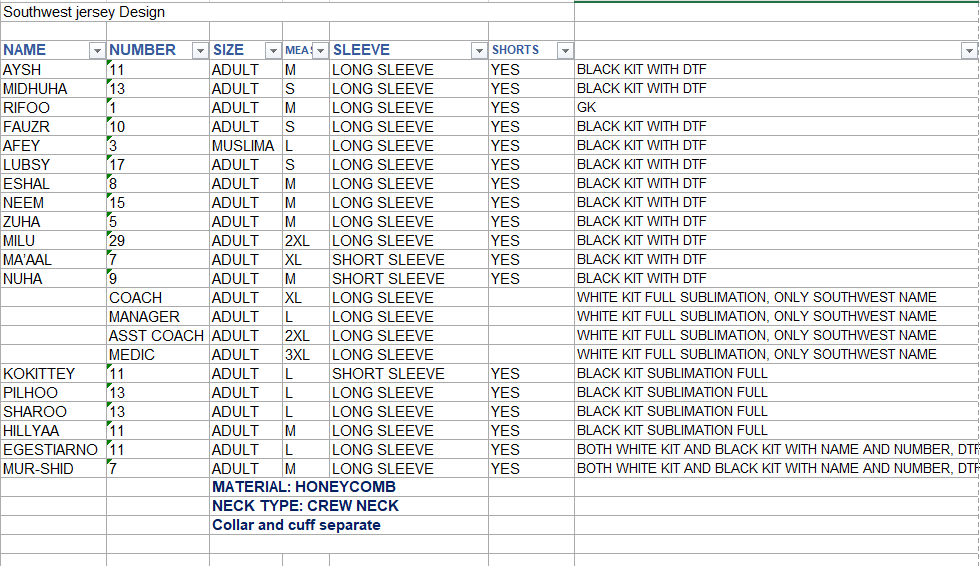 Southwest jersey Design
NAME NUMBER SIZE MEAS SLEEVE SHORTS
AYSH 11 ADULT M LONG SLEEVE YES BLACK KIT WITH DTF
MIDHUHA 13 ADULT S LONG SLEEVE YES BLACK KIT WITH DTF
RIFOO 1 ADULT M LONG SLEEVE YES GK
FAUZR 10 ADULT S LONG SLEEVE YES BLACK KIT WITH DTF
AFEY 3 MUSLIMA L LONG SLEEVE YES BLACK KIT WITH DTF
LUBSY 17 ADULT S LONG SLEEVE YES BLACK KIT WITH DTF
ESHAL 8 ADULT M LONG SLEEVE YES BLACK KIT WITH DTF
NEEM 15 ADULT M LONG SLEEVE YES BLACK KIT WITH DTF
ZUHA 5 ADULT M LONG SLEEVE YES BLACK KIT WITH DTF
MILU 29 ADULT 2XL LONG SLEEVE YES BLACK KIT WITH DTF
MA'AAL 7 ADULT XL SHORT SLEEVE YES BLACK KIT WITH DTF
NUHA 9 ADULT M SHORT SLEEVE YES BLACK KIT WITH DTF
COACH ADULT XL LONG SLEEVE WHITE KIT FULL SUBLIMATION, ONLY SOUTHWEST NAME
MANAGER ADULT L LONG SLEEVE WHITE KIT FULL SUBLIMATION, ONLY SOUTHWEST NAME
ASST COACH ADULT 2XL LONG SLEEVE WHITE KIT FULL SUBLIMATION, ONLY SOUTHWEST NAME
MEDIC ADULT 3XL LONG SLEEVE WHITE KIT FULL SUBLIMATION, ONLY SOUTHWEST NAME
KOKITTEY 11 ADULT L SHORT SLEEVE YES BLACK KIT SUBLIMATION FULL
PILHOO 13 ADULT L LONG SLEEVE YES BLACK KIT SUBLIMATION FULL
SHAROO 13 ADULT L LONG SLEEVE YES BLACK KIT SUBLIMATION FULL
HILLYAA 11 ADULT M LONG SLEEVE YES BLACK KIT SUBLIMATION FULL
EGESTIARNO 11 ADULT L LONG SLEEVE YES BOTH WHITE KIT AND BLACK KIT WITH NAME AND NUMBER, DTF
MUR-SHID 7 ADULT M LONG SLEEVE YES BOTH WHITE KIT AND BLACK KIT WITH NAME AND NUMBER, DTF
MATERIAL: HONEYCOMB
NECK TYPE: CREW NECK
Collar and cuff separate